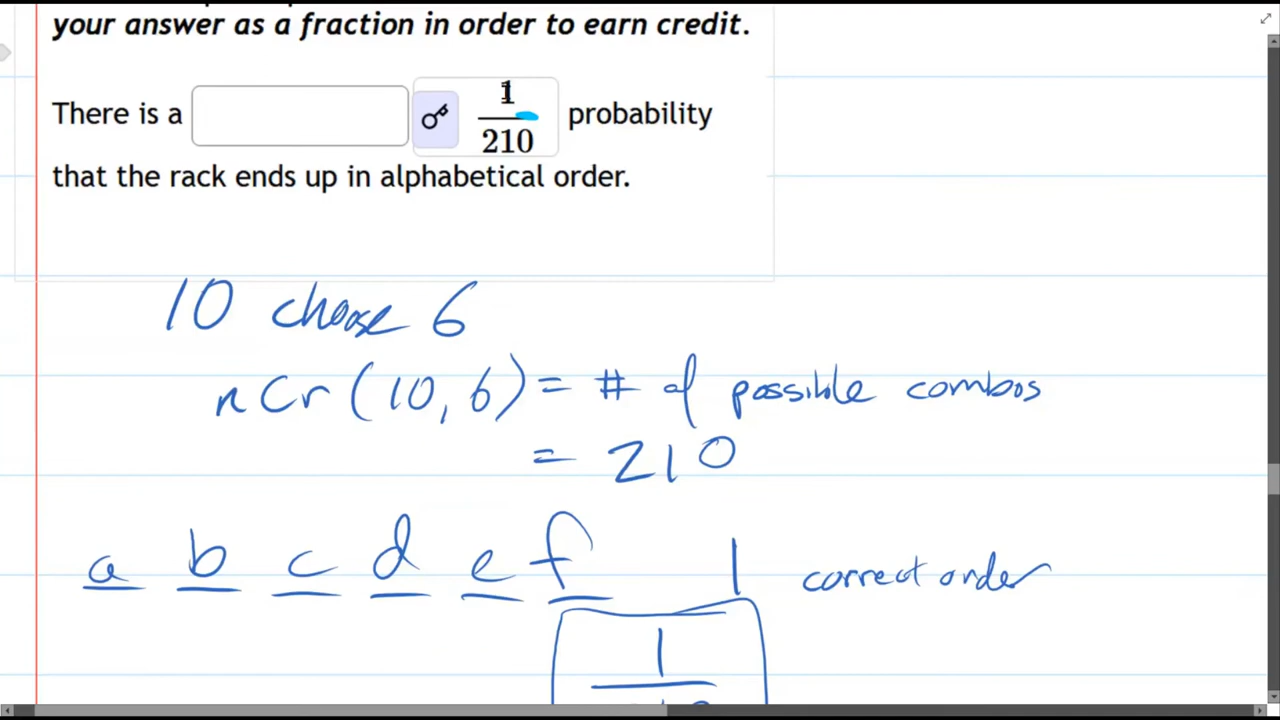 your answer as a fraction in order to earn credit.
There is a 1/210 probability
that the rack ends up in alphabetical order.
10 choose 6
nCr (10, 6) = # of possible combos
= 210
a b c d e f 1 correct order
1